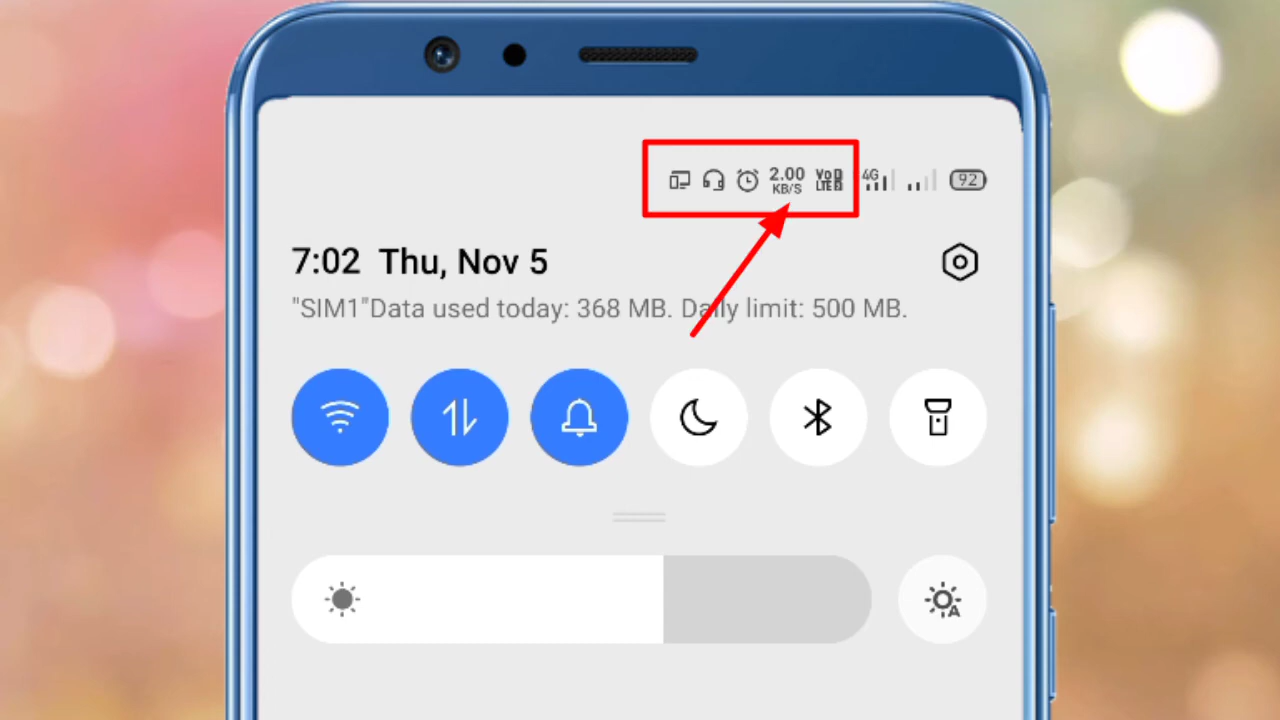 2.00
KB/S
Vo
LTE
4G
92
7:02 Thu, Nov 5
"SIM1"Data used today: 368 MB. Daily limit: 500 MB.
A